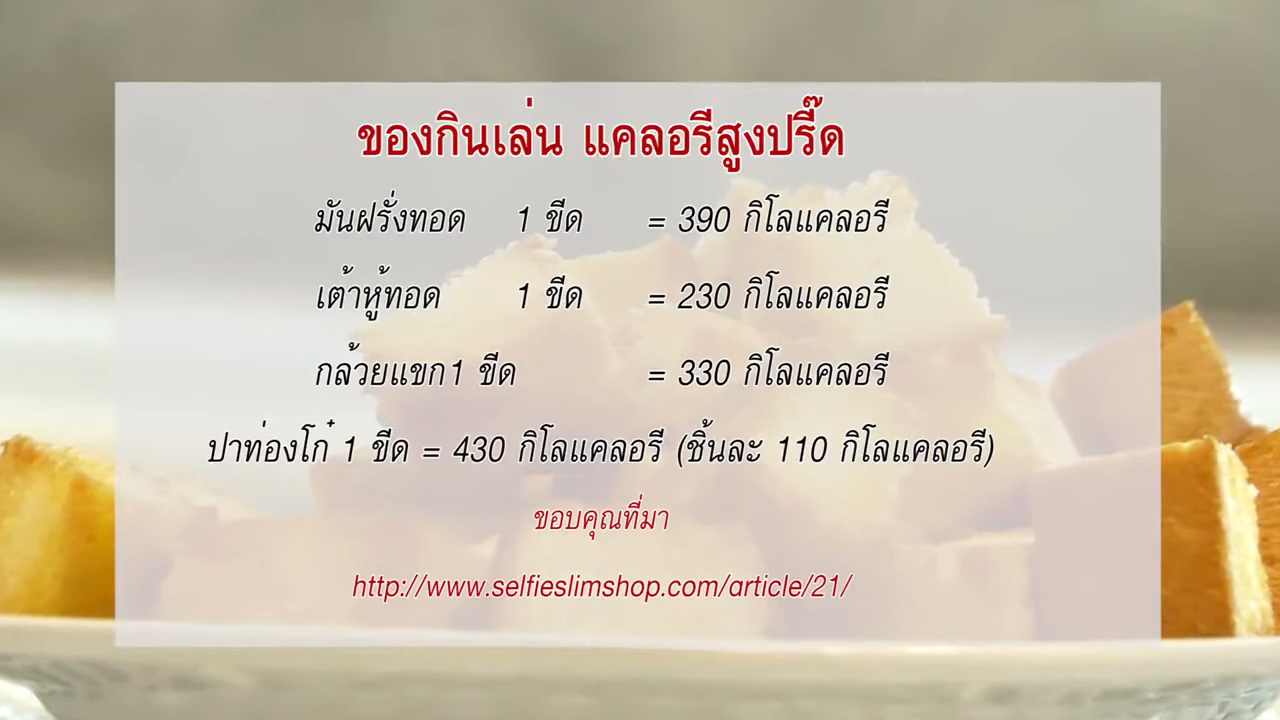 ของกินเล่น แคลอรีสูงปรี๊ด
มันฝรั่งทอด 1 ขีด = 390 กิโลแคลอรี
เต้าหู้ทอด 1 ขีด = 230 กิโลแคลอรี
กล้วยแขก1 ขีด = 330 กิโลแคลอรี
ปาท่องโก๋ 1 ขีด = 430 กิโลแคลอรี (ชิ้นละ 110 กิโลแคลอรี)
ขอบคุณที่มา
http://www.selfieslimshop.com/article/21/